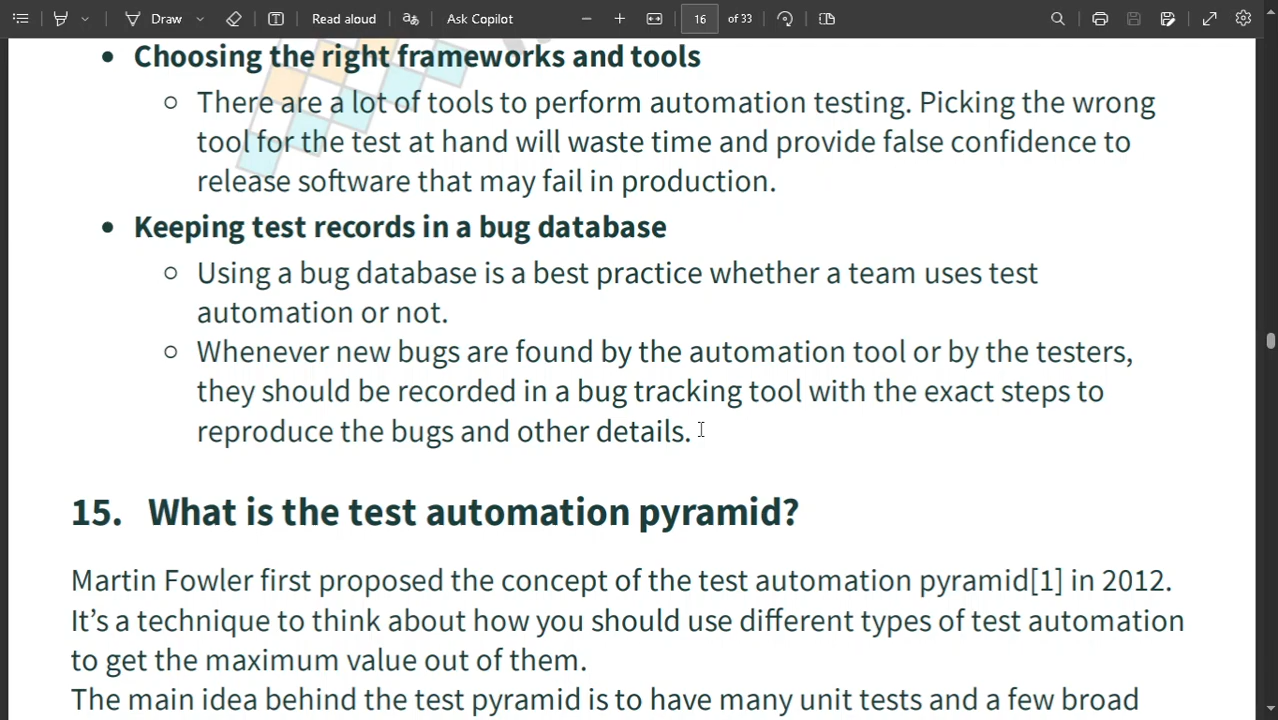 Draw
Read aloud
Ask Copilot
16 of 33
• Choosing the right frameworks and tools
○ There are a lot of tools to perform automation testing. Picking the wrong
tool for the test at hand will waste time and provide false confidence to
release software that may fail in production.
• Keeping test records in a bug database
○ Using a bug database is a best practice whether a team uses test
automation or not.
○ Whenever new bugs are found by the automation tool or by the testers,
they should be recorded in a bug tracking tool with the exact steps to
reproduce the bugs and other details.
15. What is the test automation pyramid?
Martin Fowler first proposed the concept of the test automation pyramid[1] in 2012.
It’s a technique to think about how you should use different types of test automation
to get the maximum value out of them.
The main idea behind the test pyramid is to have many unit tests and a few broad